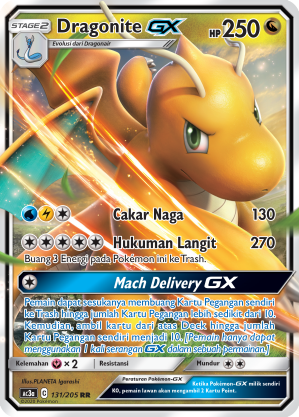 STAGE2 Dragonite GX HP 250
Evolusi dari Dragonair
Cakar Naga 130
Hukuman Langit 270
Buang 3 Energi pada Pokémon ini ke Trash.
Mach Delivery GX
Pemain dapat sesukanya membuang Kartu Pegangan sendiri
ke Trash hingga jumlah Kartu Pegangan lebih sedikit dari 10.
Kemudian, ambil kartu dari atas Deck hingga jumlah
Kartu Pegangan sendiri menjadi 10. [Pemain hanya dapat
menggunakan 1 kali serangan GX dalam sebuah permainan.]
Kelemahan ×2 Resistansi Mundur
Illus. PLANETA Igarashi
Peraturan Pokémon-GX
Ketika Pokémon-GX milik sendiri
KO, pemain lawan akan mengambil 2 Kartu Point.
AC3a C 131/205 RR